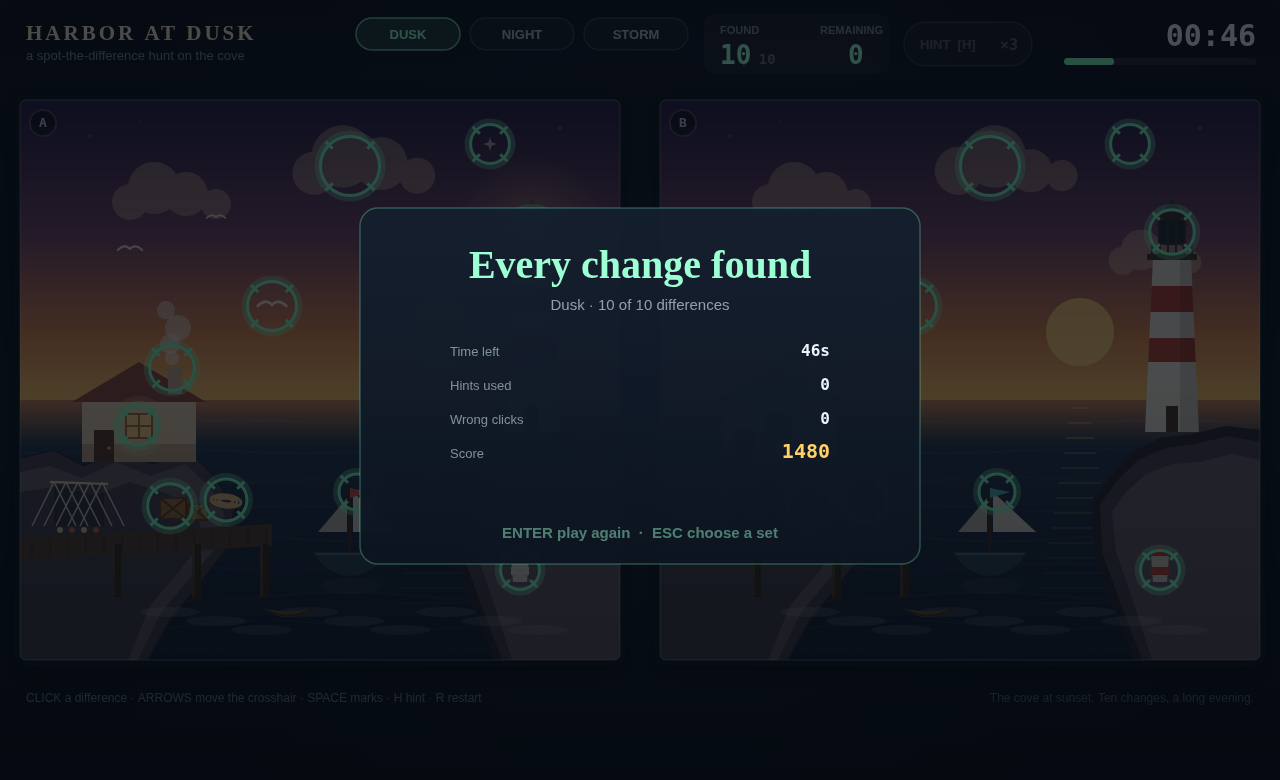 HARBOR AT DUSK
a spot-the-difference hunt on the cove
DUSK
NIGHT
STORM
FOUND
10 10
REMAINING
0
HINT [H] ×3
00:46
A
B
Every change found
Dusk · 10 of 10 differences
Time left 46s
Hints used 0
Wrong clicks 0
Score 1480
ENTER play again · ESC choose a set
CLICK a difference · ARROWS move the crosshair · SPACE marks · H hint · R restart
The cove at sunset. Ten changes, a long evening.